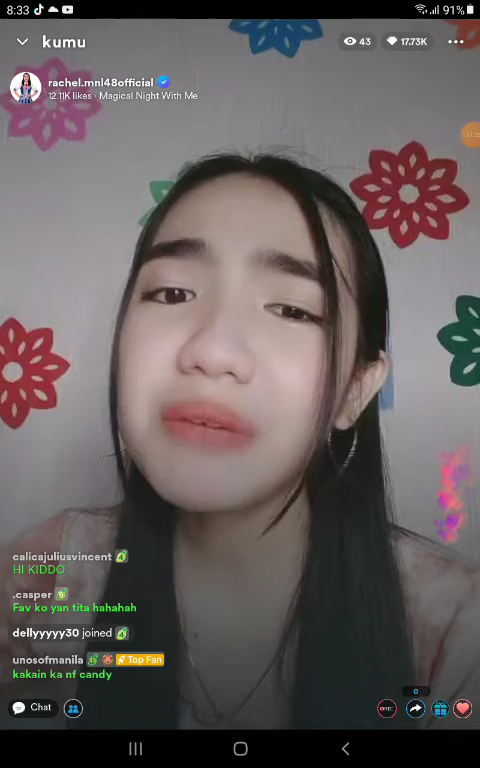 8:33
91%
kumu
43
17.73K
rachel.mnl48official
12.11K likes · Magical Night With Me
calicajuliusvincent
HI KIDDO
.casper
Fav ko yan tita hahahah
dellyyyyy30 joined
unosofmanila Top Fan
kakain ka nf candy
0
Chat